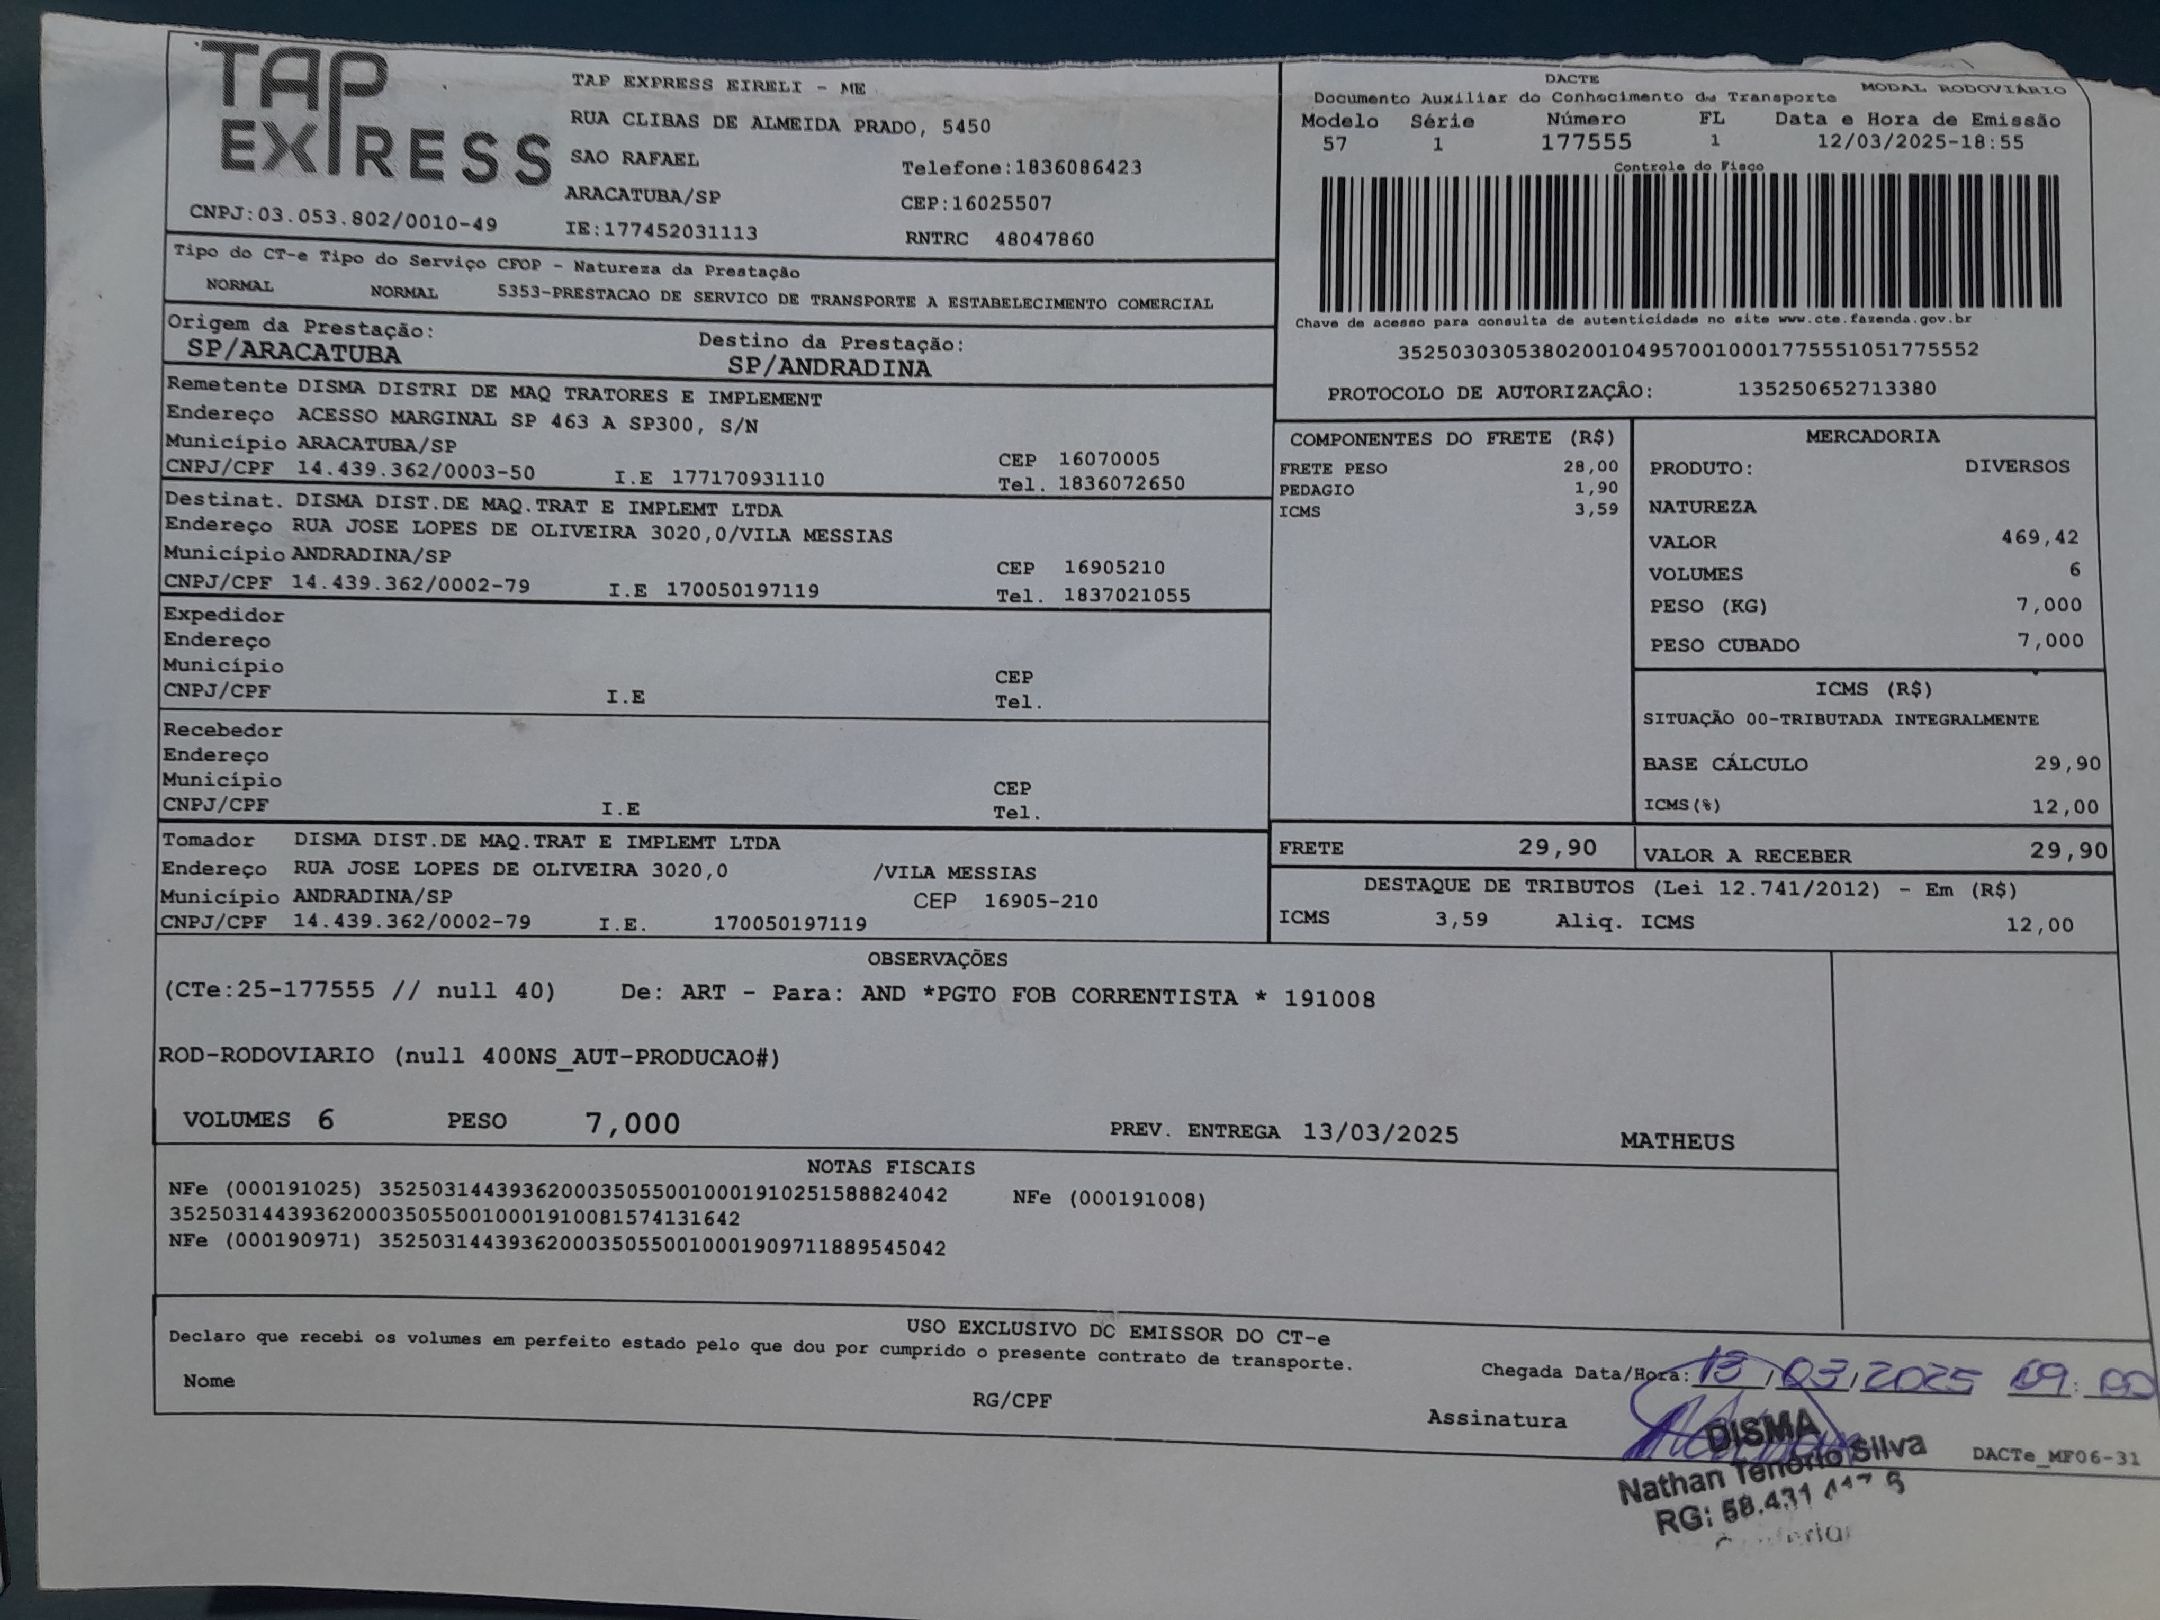 TAP
EXPRESS
CNPJ:03.053.802/0010-49
TAP EXPRESS EIRELI - ME
RUA CLIBAS DE ALMEIDA PRADO, 5450
SAO RAFAEL Telefone:1836086423
ARACATUBA/SP CEP:16025507
IE:177452031113 RNTRC 48047860
DACTE
Documento Auxiliar do Conhecimento de Transporte MODAL RODOVIÁRIO
Modelo Série Número FL Data e Hora de Emissão
57 1 177555 1 12/03/2025-18:55
Controle do Fisco
Chave de acesso para consulta de autenticidade no site www.cte.fazenda.gov.br
35250303053802001049570010001775551051775552
PROTOCOLO DE AUTORIZAÇÃO: 135250652713380
Tipo do CT-e Tipo do Serviço CFOP - Natureza da Prestação
NORMAL NORMAL 5353-PRESTACAO DE SERVICO DE TRANSPORTE A ESTABELECIMENTO COMERCIAL
Origem da Prestação: Destino da Prestação:
SP/ARACATUBA SP/ANDRADINA
Remetente DISMA DISTRI DE MAQ TRATORES E IMPLEMENT
Endereço ACESSO MARGINAL SP 463 A SP300, S/N
Município ARACATUBA/SP CEP 16070005
CNPJ/CPF 14.439.362/0003-50 I.E 177170931110 Tel. 1836072650
Destinat. DISMA DIST.DE MAQ.TRAT E IMPLEMT LTDA
Endereço RUA JOSE LOPES DE OLIVEIRA 3020,0/VILA MESSIAS
Município ANDRADINA/SP CEP 16905210
CNPJ/CPF 14.439.362/0002-79 I.E 170050197119 Tel. 1837021055
Expedidor
Endereço
Município CEP
CNPJ/CPF I.E Tel.
Recebedor
Endereço
Município CEP
CNPJ/CPF I.E Tel.
Tomador DISMA DIST.DE MAQ.TRAT E IMPLEMT LTDA
Endereço RUA JOSE LOPES DE OLIVEIRA 3020,0 /VILA MESSIAS
Município ANDRADINA/SP CEP 16905-210
CNPJ/CPF 14.439.362/0002-79 I.E. 170050197119
COMPONENTES DO FRETE (R$)
FRETE PESO 28,00
PEDAGIO 1,90
ICMS 3,59
MERCADORIA
PRODUTO: DIVERSOS
NATUREZA
VALOR 469,42
VOLUMES 6
PESO (KG) 7,000
PESO CUBADO 7,000
ICMS (R$)
SITUAÇÃO 00-TRIBUTADA INTEGRALMENTE
BASE CÁLCULO 29,90
ICMS(%) 12,00
FRETE 29,90 VALOR A RECEBER 29,90
DESTAQUE DE TRIBUTOS (Lei 12.741/2012) - Em (R$)
ICMS 3,59 Aliq. ICMS 12,00
OBSERVAÇÕES
(CTe:25-177555 // null 40) De: ART - Para: AND *PGTO FOB CORRENTISTA * 191008
ROD-RODOVIARIO (null 400NS_AUT-PRODUCAO#)
VOLUMES 6 PESO 7,000 PREV. ENTREGA 13/03/2025 MATHEUS
NOTAS FISCAIS
NFe (000191025) 35250314439362000350550010001910251588824042 NFe (000191008)
35250314439362000350550010001910081574131642
NFe (000190971) 35250314439362000350550010001909711889545042
USO EXCLUSIVO DO EMISSOR DO CT-e
Declaro que recebi os volumes em perfeito estado pelo que dou por cumprido o presente contrato de transporte.
Chegada Data/Hora: 13/03/2025 09:00
Nome RG/CPF Assinatura
DISMA
Nathan Tenório Silva
RG: 58.431
DACTe_MF06-31